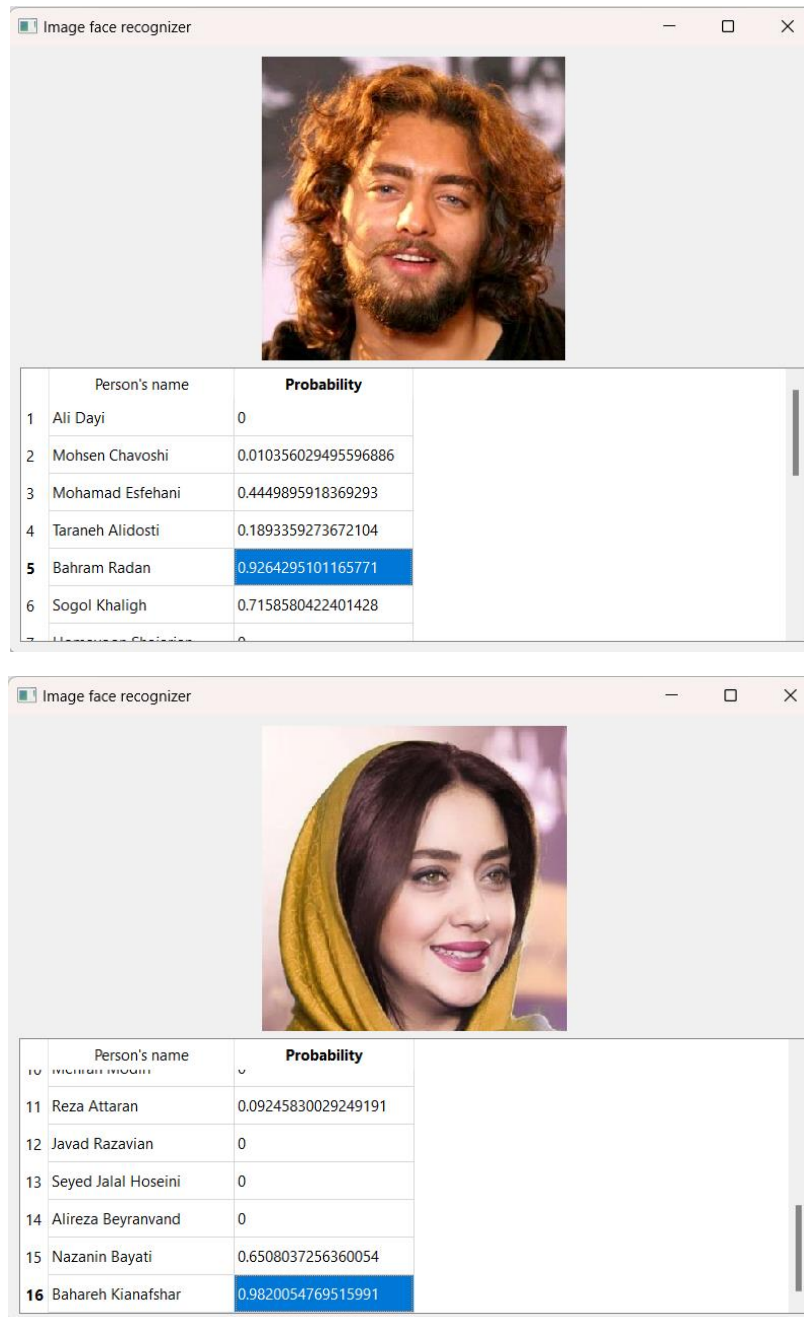 Image face recognizer
Person's name Probability
1 Ali Dayi 0
2 Mohsen Chavoshi 0.010356029495596886
3 Mohamad Esfehani 0.4449895918369293
4 Taraneh Alidosti 0.1893359273672104
5 Bahram Radan 0.9264295101165771
6 Sogol Khaligh 0.7158580422401428
Image face recognizer
Person's name Probability
11 Reza Attaran 0.09245830029249191
12 Javad Razavian 0
13 Seyed Jalal Hoseini 0
14 Alireza Beyranvand 0
15 Nazanin Bayati 0.6508037256360054
16 Bahareh Kianafshar 0.9820054769515991